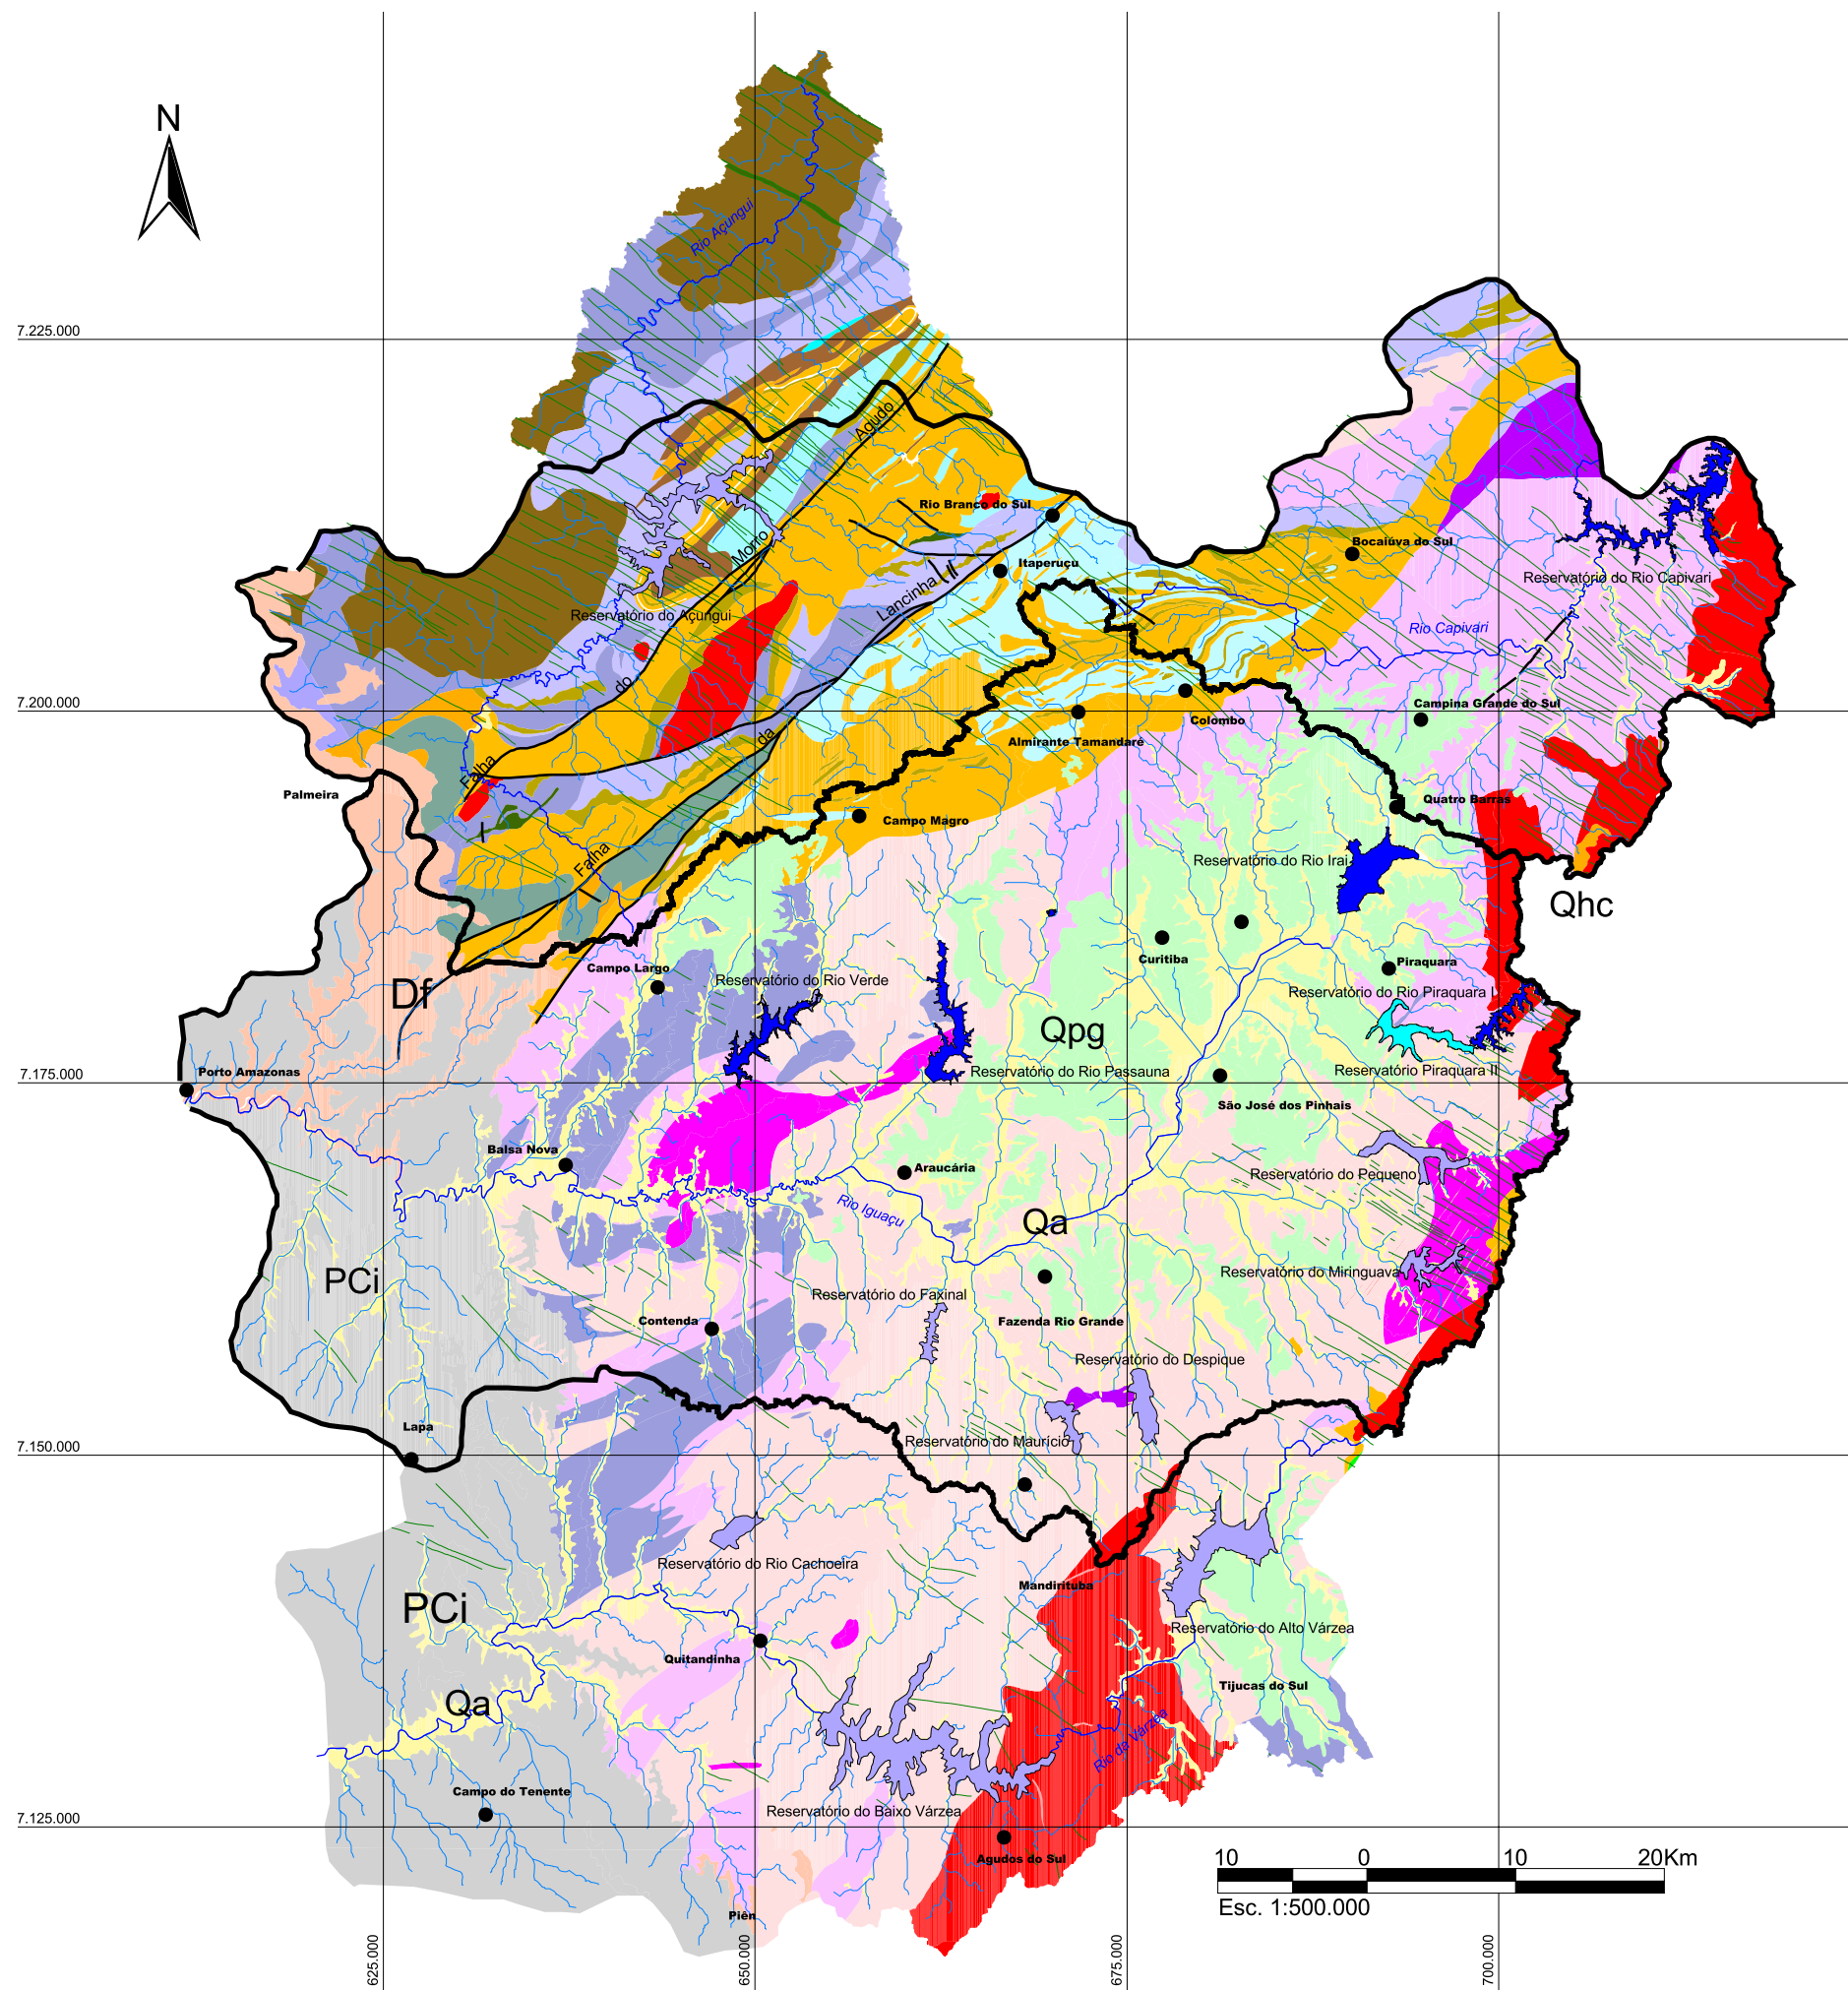 N
Rio Açungui
7.225.000
Agudo
Rio Branco do Sul
Morro
Itaperuçu
Bocaiúva do Sul
Lancinha
Reservatório do Rio Capivari
Reservatório do Açungui
Rio Capivari
do
7.200.000
Campina Grande do Sul
Colombo
da
Almirante Tamandaré
Falha
Palmeira
Quatro Barras
Campo Magro
Falha
Reservatório do Rio Irai
Qhc
Curitiba
Piraquara
Campo Largo
Reservatório do Rio Verde
Df
Reservatório do Rio Piraquara I
Qpg
Porto Amazonas
Reservatório do Rio Passauna
Reservatório Piraquara II
7.175.000
São José dos Pinhais
Balsa Nova
Araucária
Reservatório do Pequeno
Rio Iguaçu
Qa
PCi
Reservatório do Miringuava
Reservatório do Faxinal
Contenda
Fazenda Rio Grande
Reservatório do Despique
Lapa
Reservatório do Maurício
7.150.000
Reservatório do Rio Cachoeira
Mandirituba
PCi
Reservatório do Alto Várzea
Quitandinha
Tijucas do Sul
Qa
Rio da Várzea
Campo do Tenente
Reservatório do Baixo Várzea
7.125.000
Agudos do Sul
10 0 10 20Km
Esc. 1:500.000
Piên
625.000
650.000
675.000
700.000